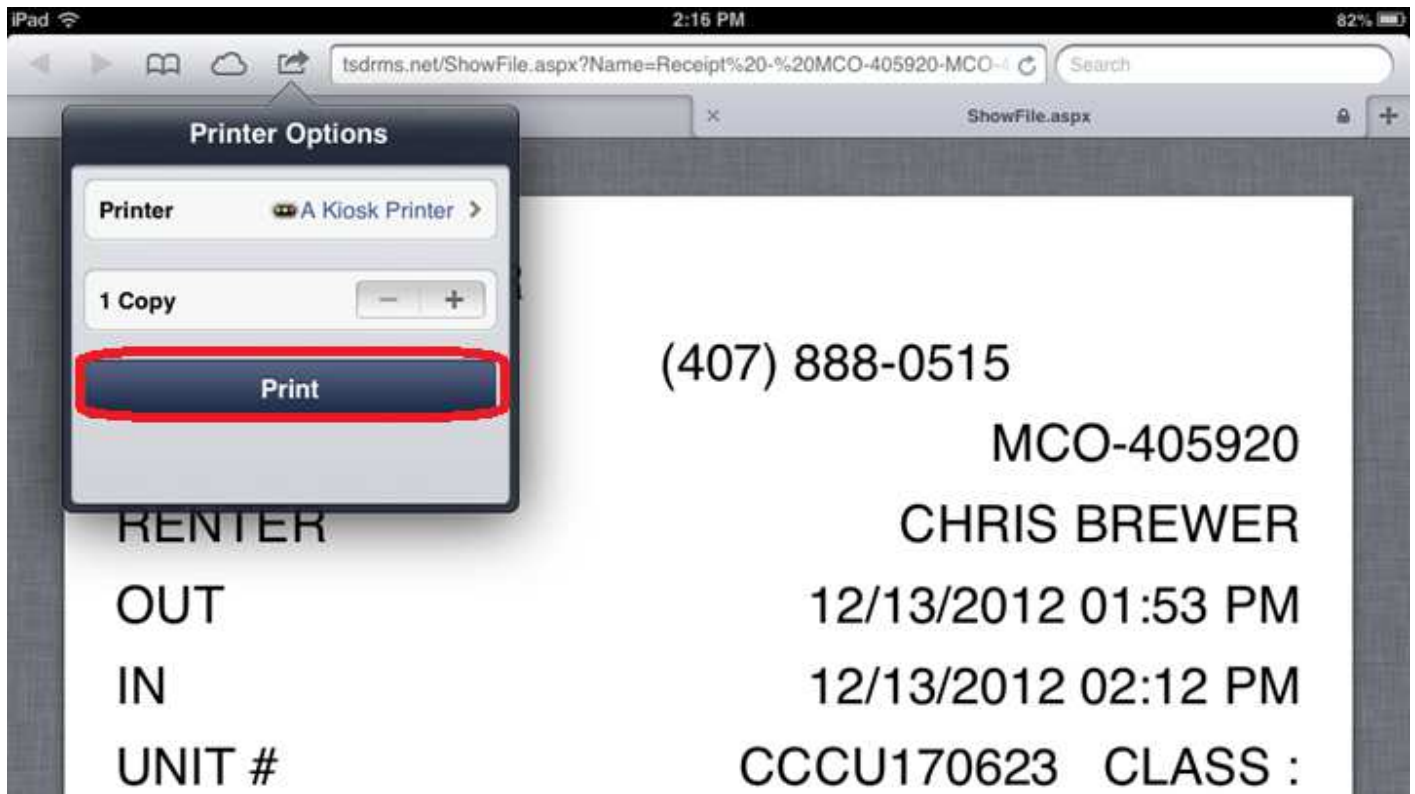 iPad 2:16 PM 82%
tsdrms.net/ShowFile.aspx?Name=Receipt%20-%20MCO-405920-MCO- Search
ShowFile.aspx
Printer Options
Printer A Kiosk Printer
1 Copy
Print
(407) 888-0515
MCO-405920
RENTER CHRIS BREWER
OUT 12/13/2012 01:53 PM
IN 12/13/2012 02:12 PM
UNIT # CCCU170623 CLASS :